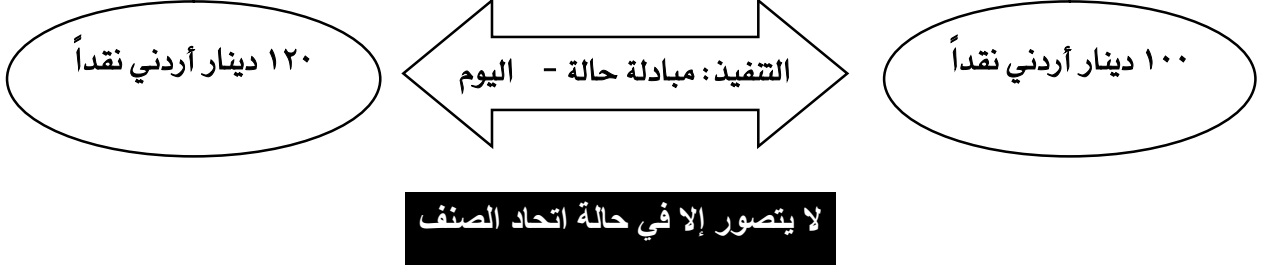 ١٠٠ دينار أردني نقداً
التنفيذ: مبادلة حالة - اليوم
١٢٠ دينار أردني نقداً
لا يتصور إلا في حالة اتحاد الصنف